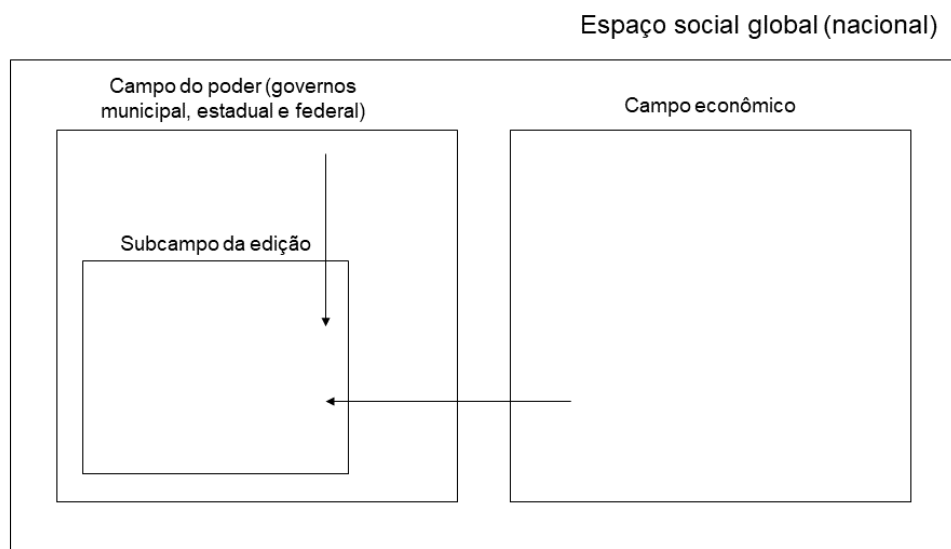 Espaço social global (nacional)
Campo do poder (governos
municipal, estadual e federal)
Campo econômico
Subcampo da edição